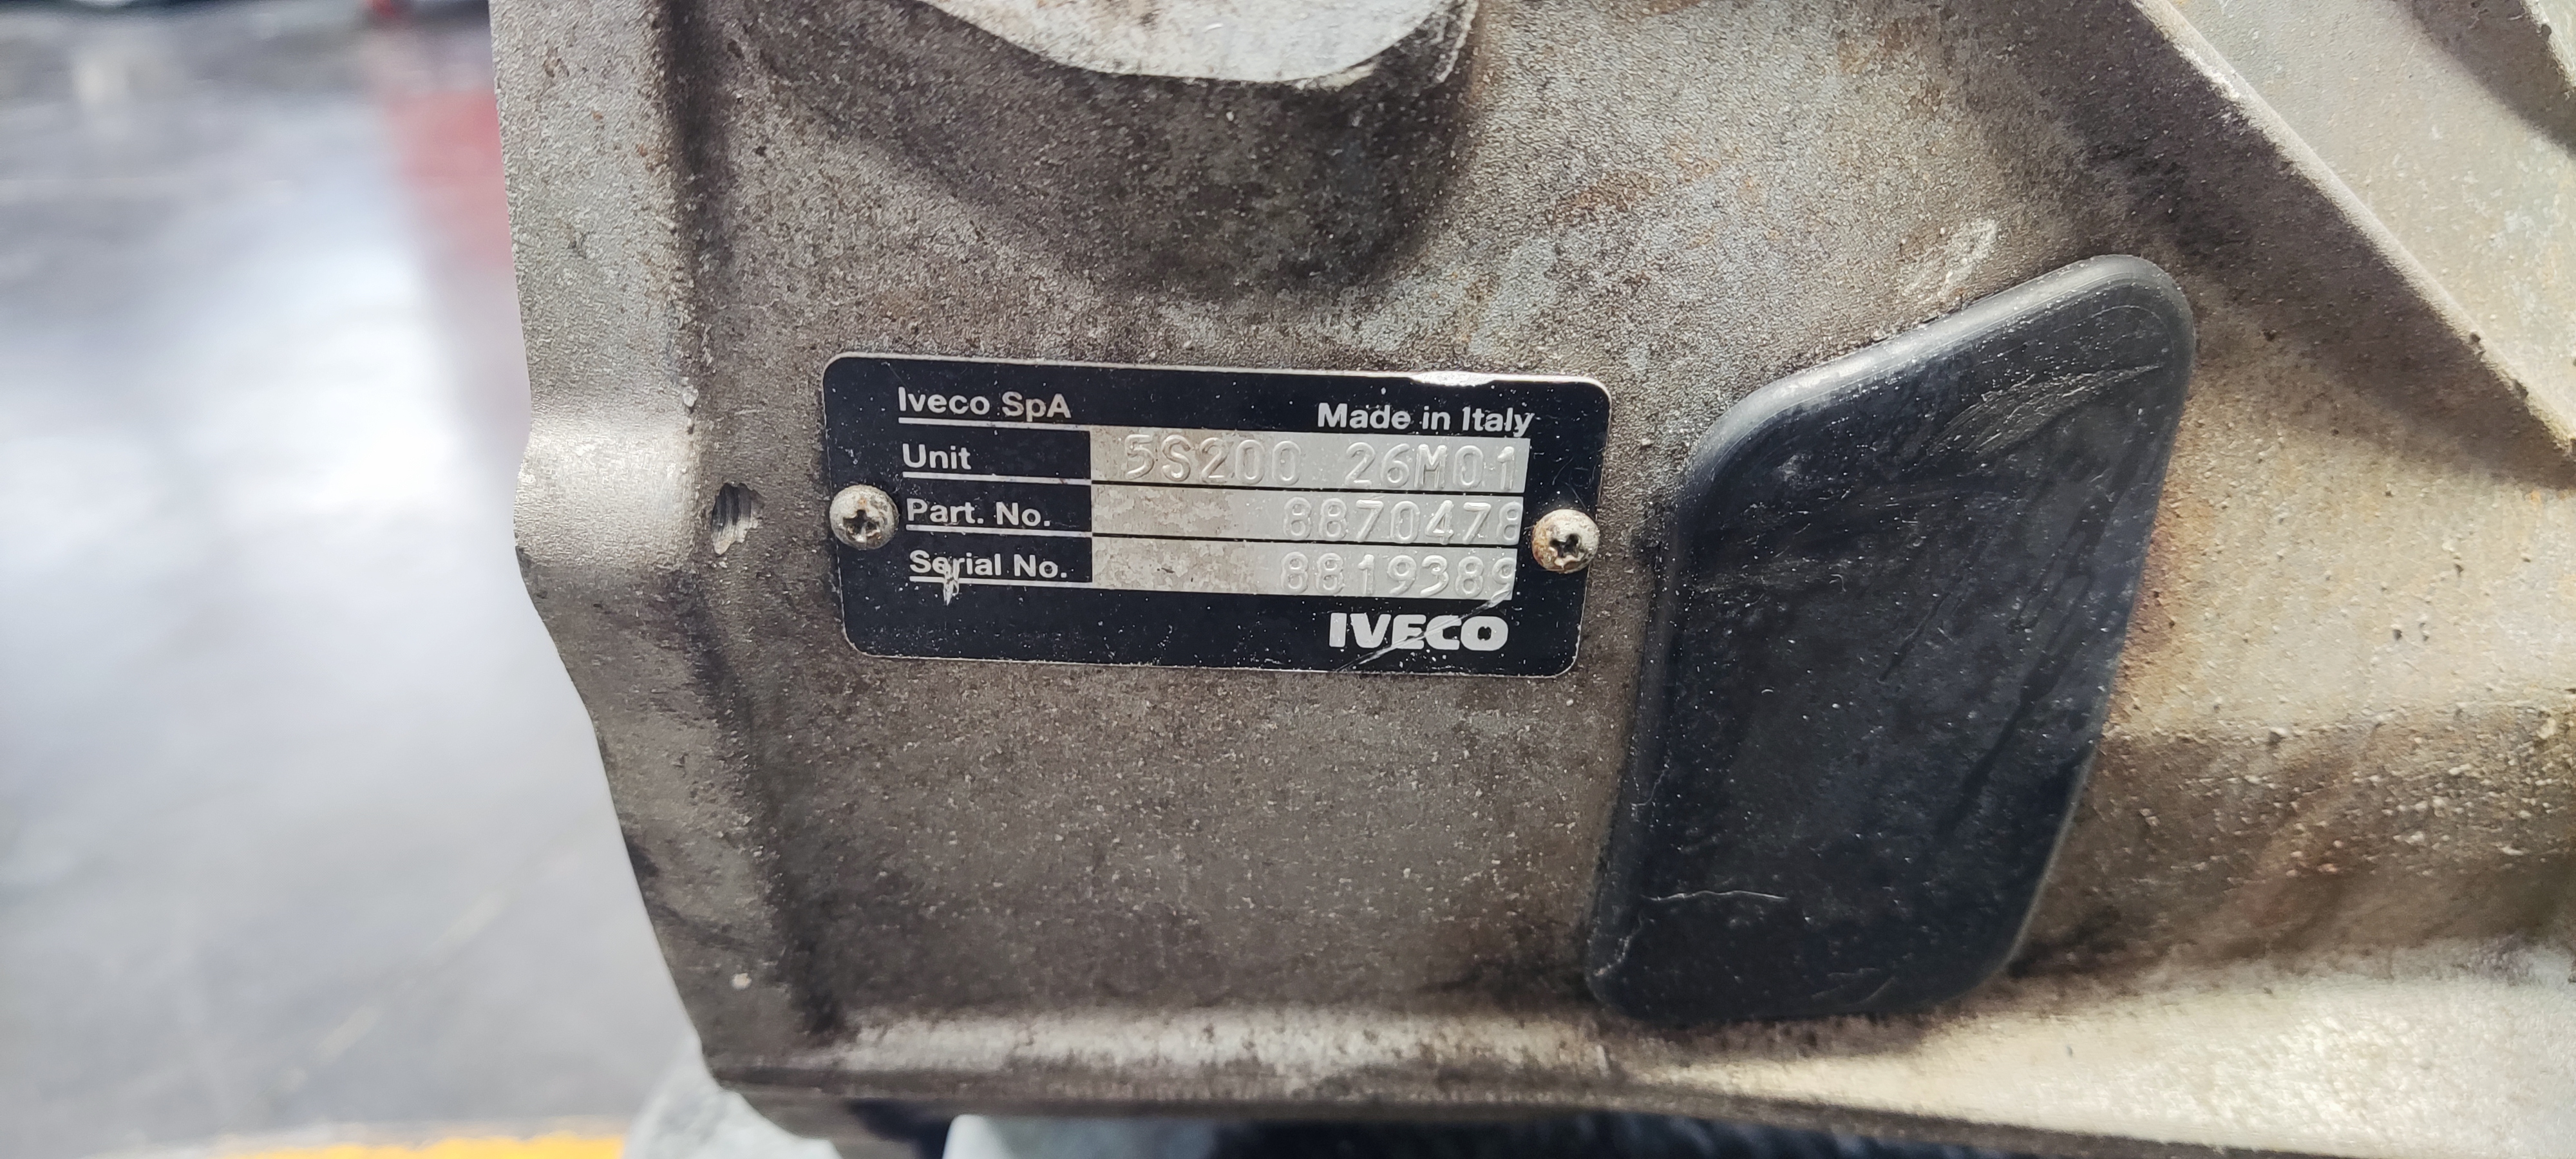 Iveco SpA Made in Italy
Unit 5S200 26M01
Part. No. 8870478
Serial No. 8819389
IVECO